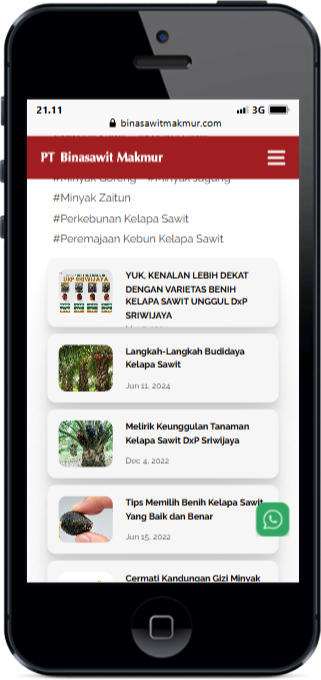 21.11
3G
binasawitmakmur.com
PT Binasawit Makmur
#Minyak Goreng #Minyak Jagung
#Minyak Zaitun
#Perkebunan Kelapa Sawit
#Peremajaan Kebun Kelapa Sawit
DxP SRIWIJAYA
YUK, KENALAN LEBIH DEKAT
DENGAN VARIETAS BENIH
KELAPA SAWIT UNGGUL DxP
SRIWIJAYA
Langkah-Langkah Budidaya
Kelapa Sawit
Jun 11, 2024
Melirik Keunggulan Tanaman
Kelapa Sawit DxP Sriwijaya
Dec 4, 2022
Tips Memilih Benih Kelapa Sawit
Yang Baik dan Benar
Jun 15, 2022
Cermati Kandungan Gizi Minyak